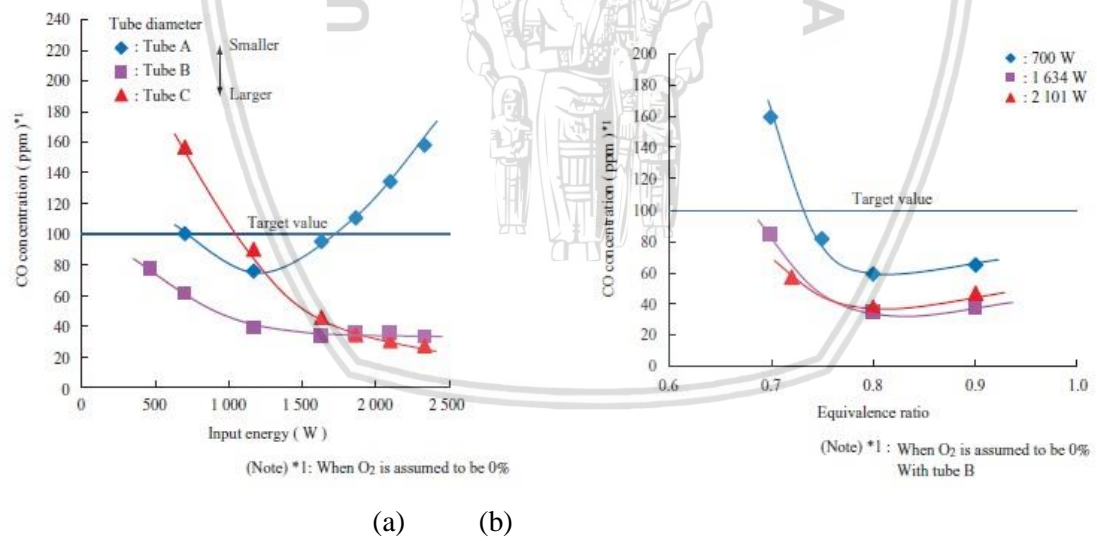 240
220
200
180
160
140
120
100
80
60
40
20
0
CO concentration ( ppm )*1
Tube diameter
: Tube A
: Tube B
: Tube C
Smaller
Larger
Target value
0 500 1 000 1 500 2 000 2 500
Input energy ( W )
(Note) *1: When O2 is assumed to be 0%
(a)
200
180
160
140
120
100
80
60
40
20
0
CO concentration ( ppm )*1
: 700 W
: 1 634 W
: 2 101 W
Target value
0.6 0.7 0.8 0.9 1.0
Equivalence ratio
(Note) *1 : When O2 is assumed to be 0%
With tube B
(b)
U
A